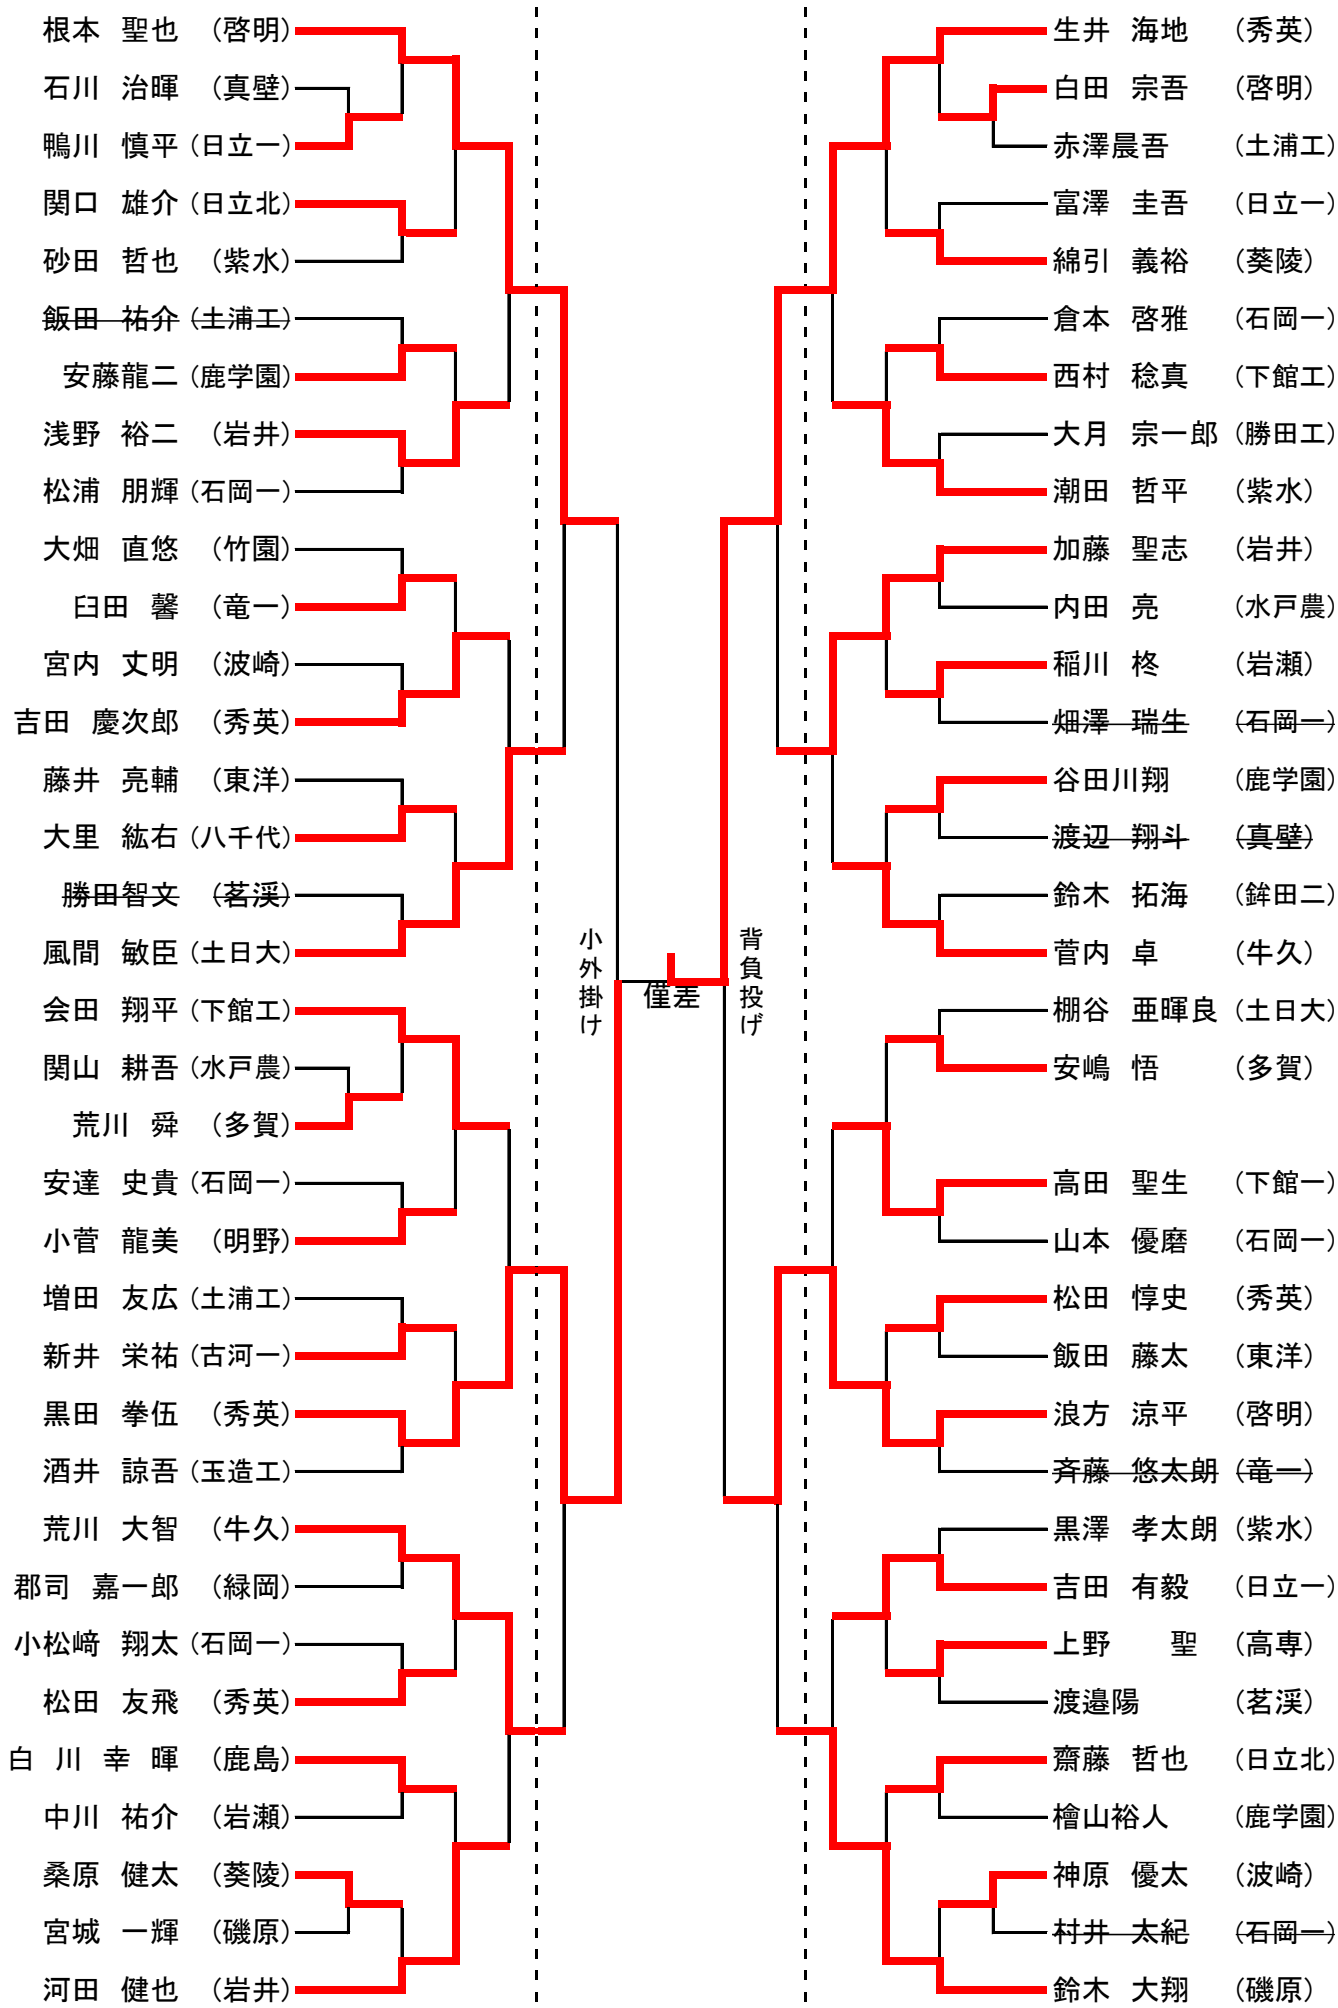 根本 聖也 (啓明)
石川 治暉 (真壁)
鴨川 慎平 (日立一)
関口 雄介 (日立北)
砂田 哲也 (紫水)
飯田 祐介 (土浦工)
安藤龍二 (鹿学園)
浅野 裕二 (岩井)
松浦 朋輝 (石岡一)
大畑 直悠 (竹園)
臼田 馨 (竜一)
宮内 丈明 (波崎)
吉田 慶次郎 (秀英)
藤井 亮輔 (東洋)
大里 紘右 (八千代)
勝田智文 (茗渓)
風間 敏臣 (土日大)
会田 翔平 (下館工)
関山 耕吾 (水戸農)
荒川 舜 (多賀)
安達 史貴 (石岡一)
小菅 龍美 (明野)
増田 友広 (土浦工)
新井 栄祐 (古河一)
黒田 拳伍 (秀英)
酒井 諒吾 (玉造工)
荒川 大智 (牛久)
郡司 嘉一郎 (緑岡)
小松﨑 翔太 (石岡一)
松田 友飛 (秀英)
白川幸暉 (鹿島)
中川 祐介 (岩瀬)
桑原 健太 (葵陵)
宮城 一輝 (磯原)
河田 健也 (岩井)
小外掛け
僅差
背負投げ
生井 海地 (秀英)
白田 宗吾 (啓明)
赤澤晨吾 (土浦工)
富澤 圭吾 (日立一)
綿引 義裕 (葵陵)
倉本 啓雅 (石岡一)
西村 稔真 (下館工)
大月 宗一郎 (勝田工)
潮田 哲平 (紫水)
加藤 聖志 (岩井)
内田 亮 (水戸農)
稲川 柊 (岩瀬)
畑澤 瑞生 (石岡一)
谷田川翔 (鹿学園)
渡辺 翔斗 (真壁)
鈴木 拓海 (鉾田二)
菅内 卓 (牛久)
棚谷 亜暉良 (土日大)
安嶋 悟 (多賀)
高田 聖生 (下館一)
山本 優磨 (石岡一)
松田 惇史 (秀英)
飯田 藤太 (東洋)
浪方 涼平 (啓明)
斉藤 悠太朗 (竜一)
黒澤 孝太朗 (紫水)
吉田 有毅 (日立一)
上野 聖 (高専)
渡邉陽 (茗渓)
齋藤 哲也 (日立北)
檜山裕人 (鹿学園)
神原 優太 (波崎)
村井 太紀 (石岡一)
鈴木 大翔 (磯原)